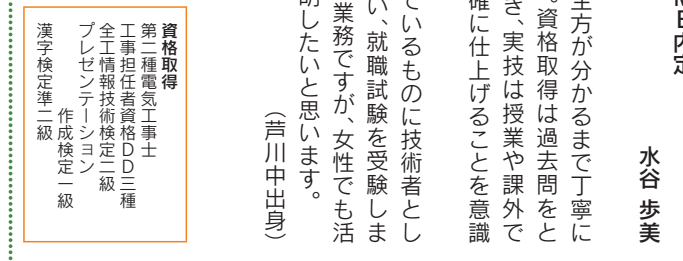 内定
水谷 歩美
方が分かるまで丁寧に
。資格取得は過去問をと
き、実技は授業や課外で
確に仕上げることを意識
ているものに技術者とし
い、就職試験を受験しま
業務ですが、女性でも活
明したいと思います。
(芦川中出身)
資格取得
第二種電気工事士
工事担任者資格DD三種
全工情報技術検定二級
プレゼンテーション
作成検定一級
漢字検定準二級